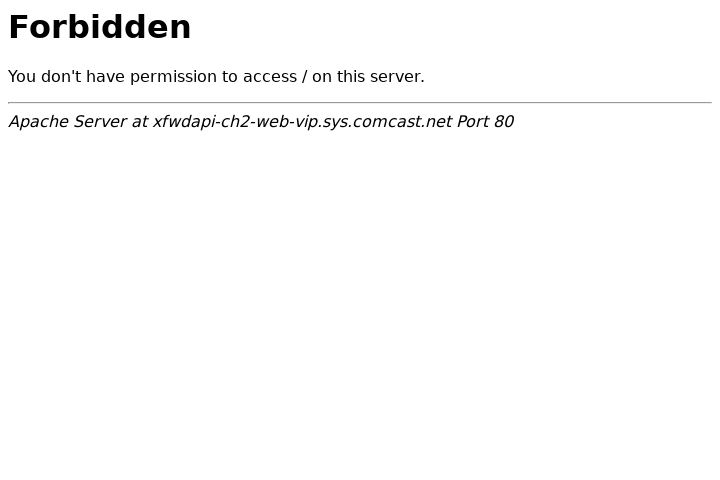 Forbidden
You don't have permission to access / on this server.
Apache Server at xfwdapi-ch2-web-vip.sys.comcast.net Port 80